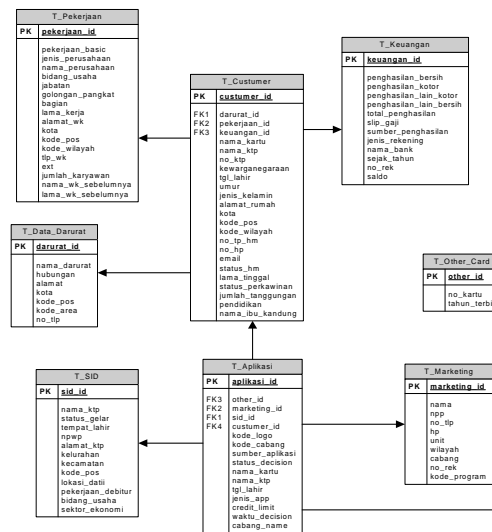 T_Pekerjaan
PK pekerjaan_id
pekerjaan_basic
jenis_perusahaan
nama_perusahaan
bidang_usaha
jabatan
golongan_pangkat
bagian
lama_kerja
alamat_wk
kota
kode_pos
kode_wilayah
tlp_wk
ext
jumlah_karyawan
nama_wk_sebelumnya
lama_wk_sebelumnya
T_Custumer
PK custumer_id
FK1 darurat_id
FK2 pekerjaan_id
FK3 keuangan_id
nama_kartu
nama_ktp
no_ktp
kewarganegaraan
tgl_lahir
umur
jenis_kelamin
alamat_rumah
kota
kode_pos
kode_wilayah
no_tp_hm
no_hp
email
status_hm
lama_tinggal
status_perkawinan
jumlah_tanggungan
pendidikan
nama_ibu_kandung
T_Keuangan
PK keuangan_id
penghasilan_bersih
penghasilan_kotor
penghasilan_lain_kotor
penghasilan_lain_bersih
total_penghasilan
slip_gaji
sumber_penghasilan
jenis_rekening
nama_bank
sejak_tahun
no_rek
saldo
T_Data_Darurat
PK darurat_id
nama_darurat
hubungan
alamat
kota
kode_pos
kode_area
no_tlp
T_Other_Card
PK other_id
no_kartu
tahun_terbi
T_SID
PK sid_id
nama_ktp
status_gelar
tempat_lahir
npwp
alamat_ktp
kelurahan
kecamatan
kode_pos
lokasi_datii
pekerjaan_debitur
bidang_usaha
sektor_ekonomi
T_Aplikasi
PK aplikasi_id
FK3 other_id
FK2 marketing_id
FK1 sid_id
FK4 custumer_id
kode_logo
kode_cabang
sumber_aplikasi
status_decision
nama_kartu
nama_ktp
tgl_lahir
jenis_app
credit_limit
waktu_decision
cabang_name
T_Marketing
PK marketing_id
nama
npp
no_tlp
hp
unit
wilayah
cabang
no_rek
kode_program